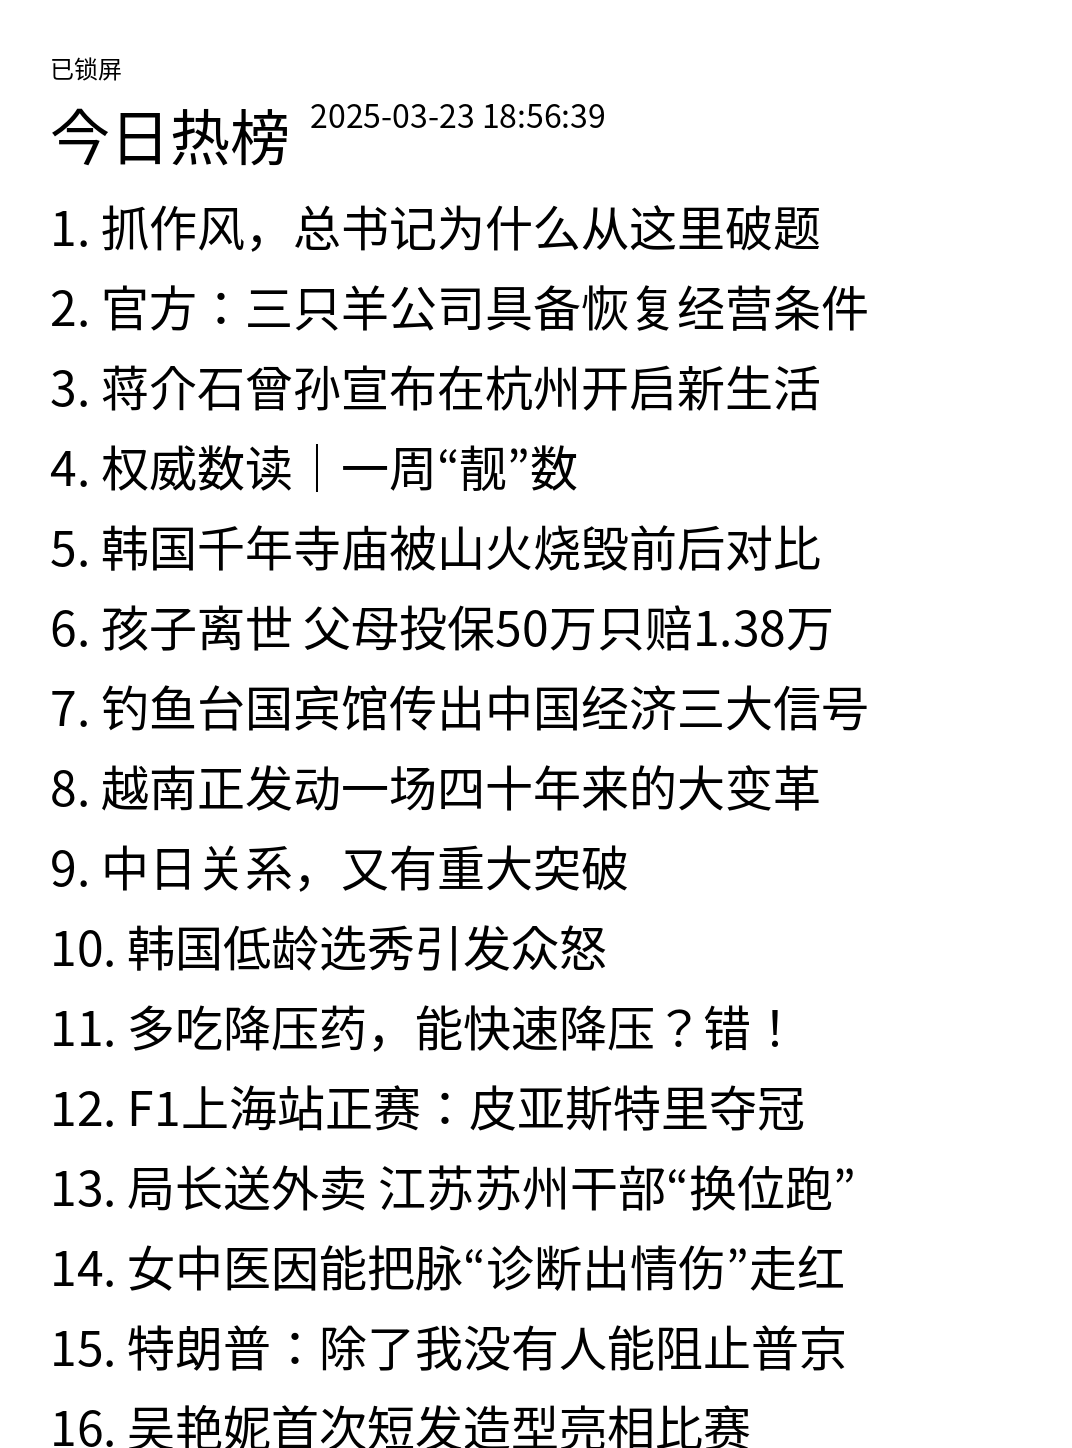 已锁屏
今日热榜 2025-03-23 18:56:39
1. 抓作风，总书记为什么从这里破题
2. 官方：三只羊公司具备恢复经营条件
3. 蒋介石曾孙宣布在杭州开启新生活
4. 权威数读｜一周“靓”数
5. 韩国千年寺庙被山火烧毁前后对比
6. 孩子离世 父母投保50万只赔1.38万
7. 钓鱼台国宾馆传出中国经济三大信号
8. 越南正发动一场四十年来的大变革
9. 中日关系，又有重大突破
10. 韩国低龄选秀引发众怒
11. 多吃降压药，能快速降压？错！
12. F1上海站正赛：皮亚斯特里夺冠
13. 局长送外卖 江苏苏州干部“换位跑”
14. 女中医因能把脉“诊断出情伤”走红
15. 特朗普：除了我没有人能阻止普京
16. 吴艳妮首次短发造型亮相比赛